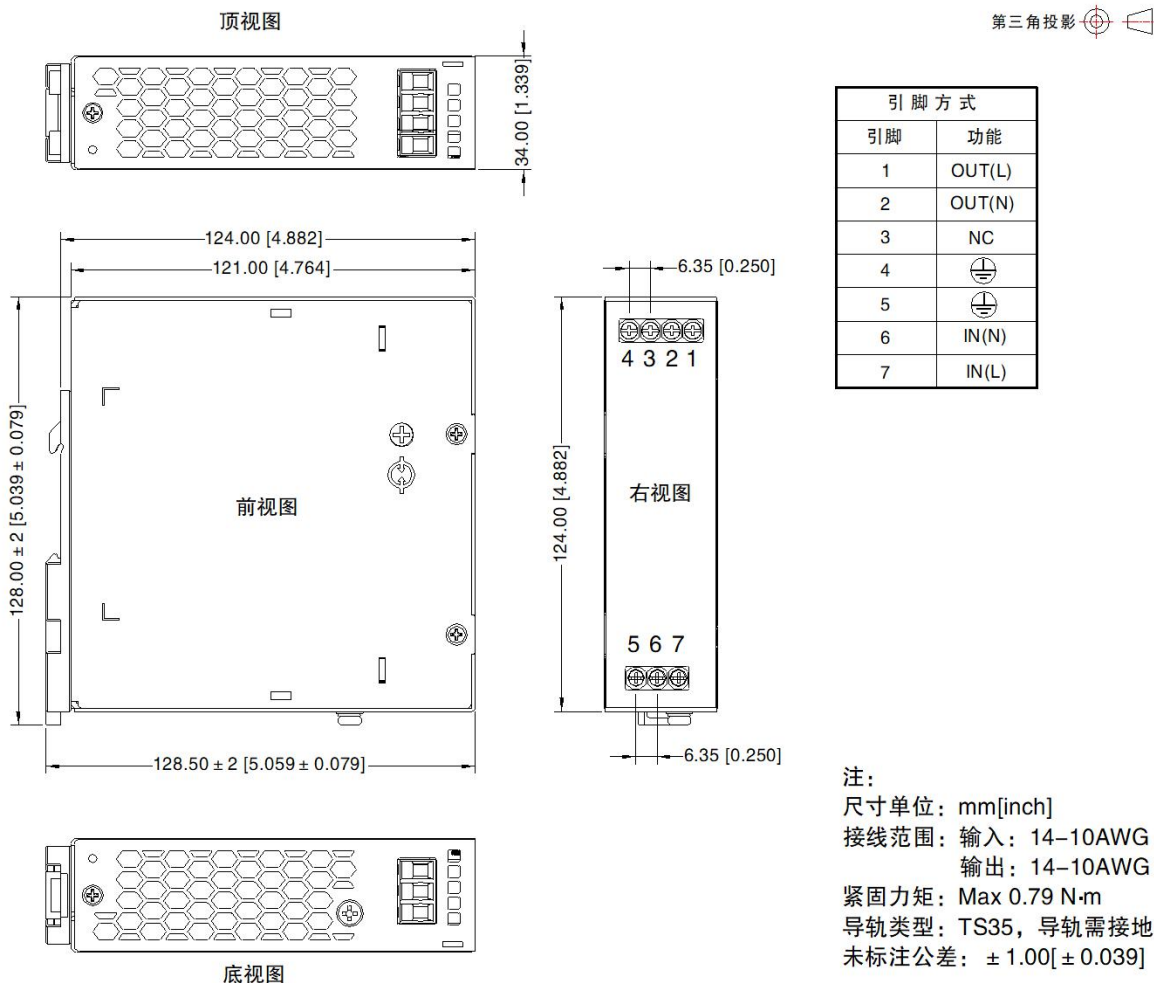 顶视图
第三角投影
34.00 [1.339]
引脚方式
引脚 功能
1 OUT(L)
2 OUT(N)
3 NC
4
5
6 IN(N)
7 IN(L)
124.00 [4.882]
121.00 [4.764]
6.35 [0.250]
4 3 2 1
128.00 ± 2 [5.039 ± 0.079]
前视图
124.00 [4.882]
右视图
5 6 7
6.35 [0.250]
128.50 ± 2 [5.059 ± 0.079]
底视图
注：
尺寸单位：mm[inch]
接线范围：输入：14-10AWG
输出：14-10AWG
紧固力矩：Max 0.79 N·m
导轨类型：TS35，导轨需接地
未标注公差：± 1.00[± 0.039]